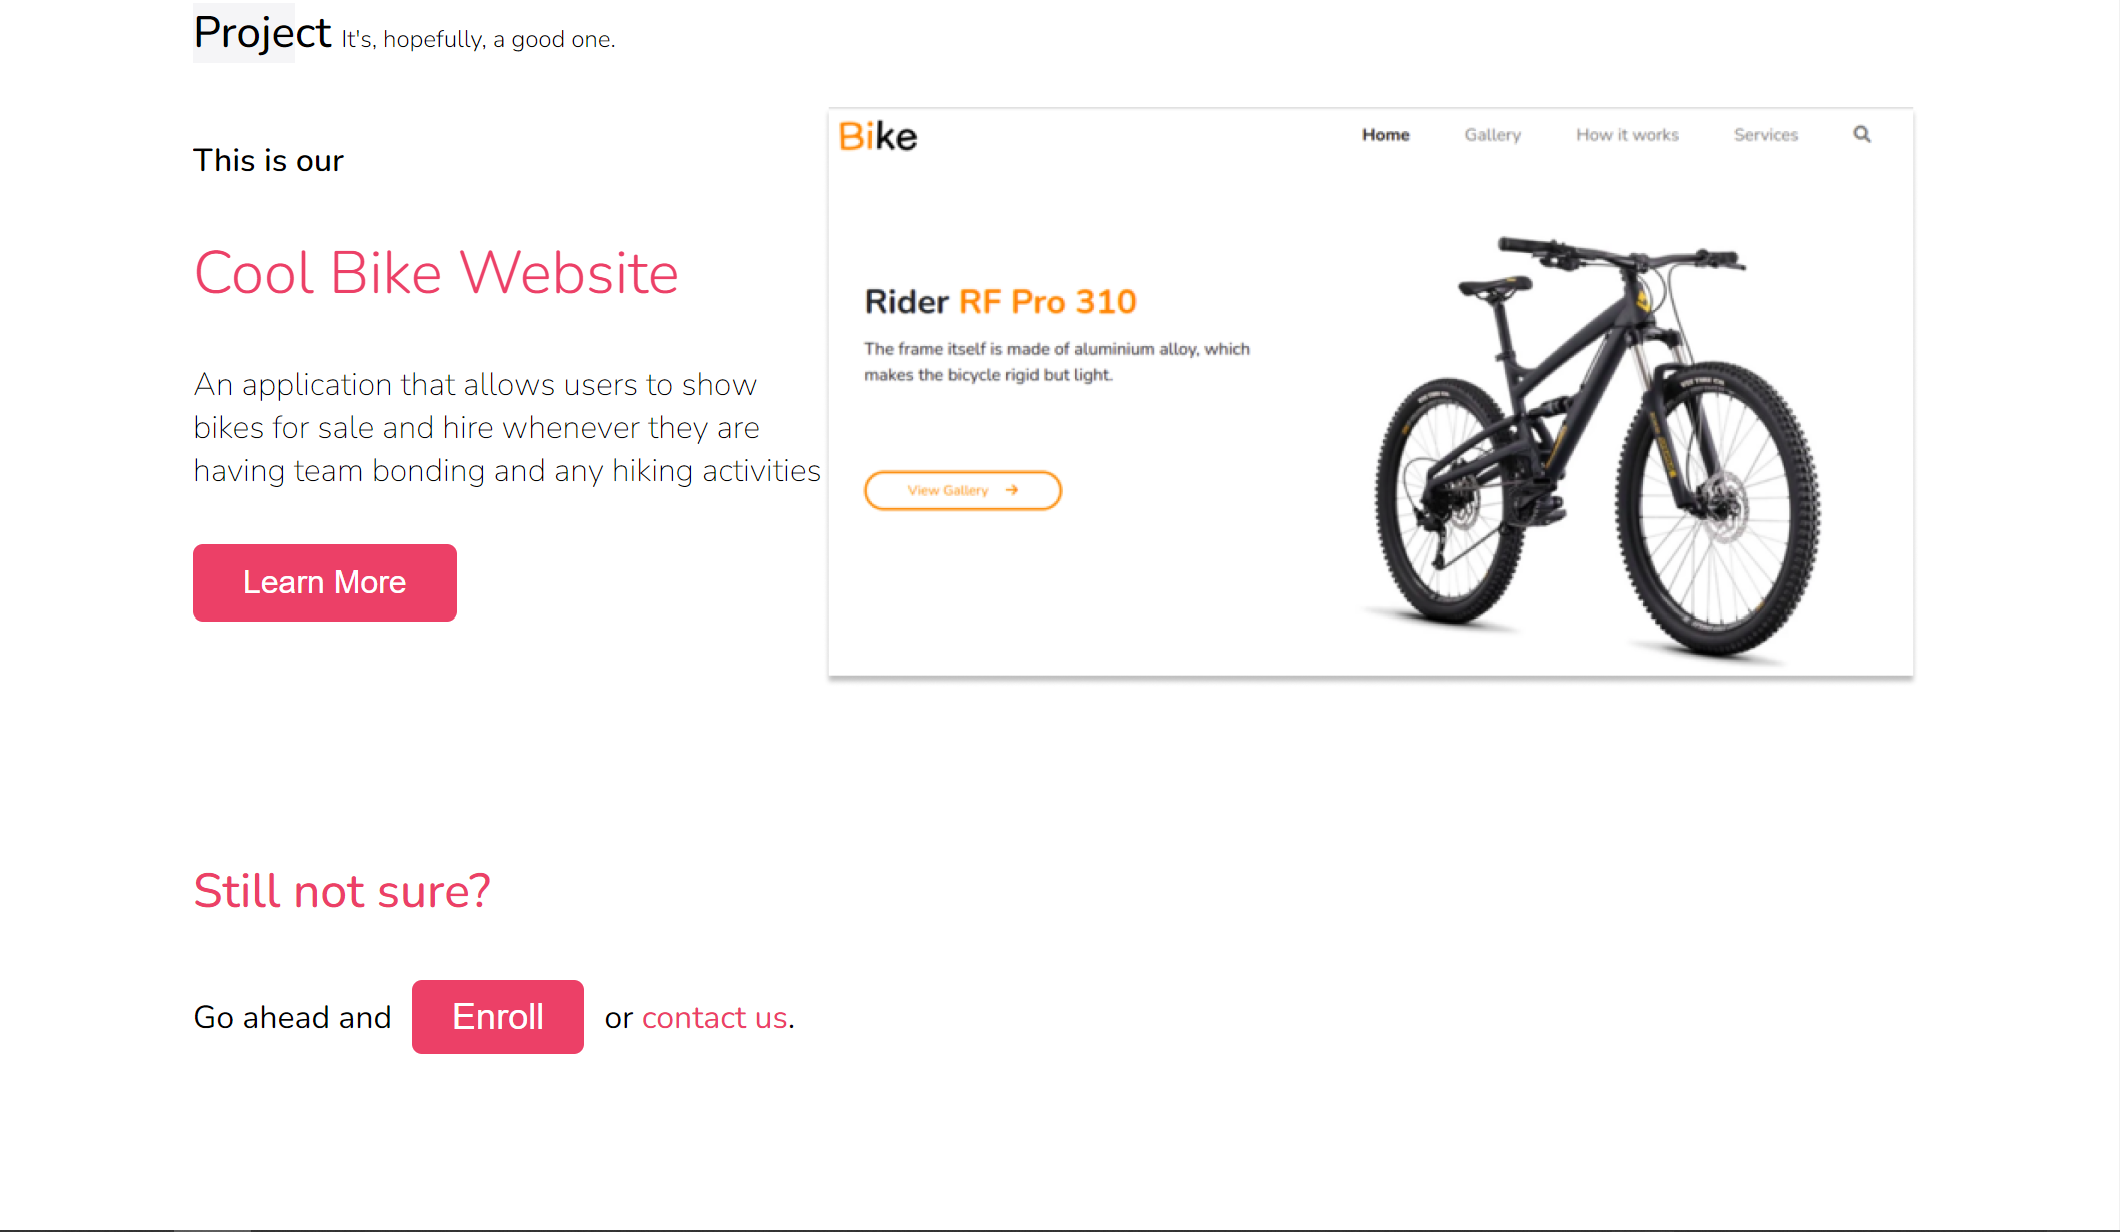 Project It's, hopefully, a good one.
This is our
Cool Bike Website
An application that allows users to show
bikes for sale and hire whenever they are
having team bonding and any hiking activities
Learn More
Bike
Home Gallery How it works Services
Rider RF Pro 310
The frame itself is made of aluminium alloy, which
makes the bicycle rigid but light.
View Gallery →
Still not sure?
Go ahead and Enroll or contact us.